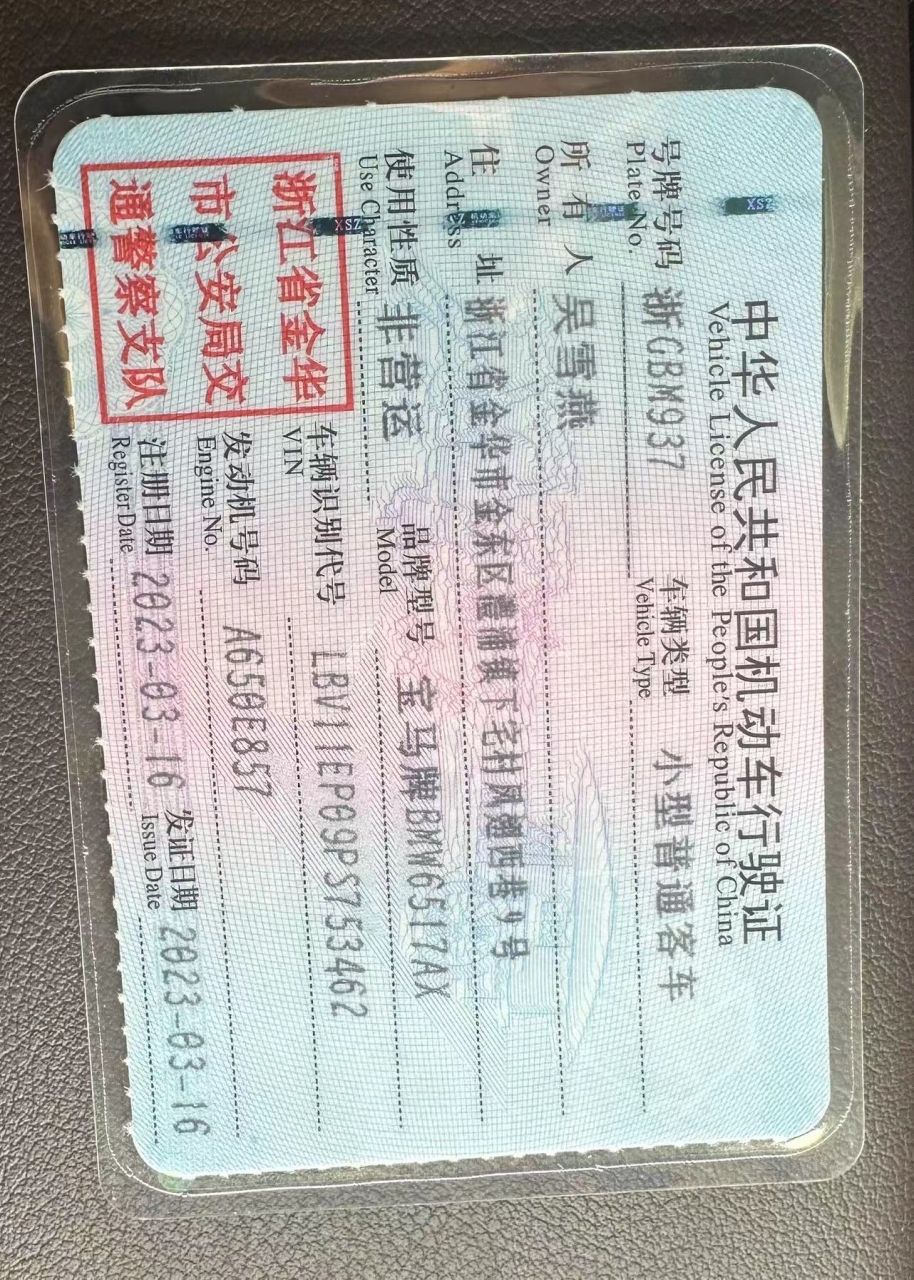 中华人民共和国机动车行驶证
Vehicle License of the People's Republic of China
号牌号码 浙GBM937 车辆类型 小型普通客车
Plate No. Vehicle Type
所有人 吴雪燕
Owner
住址 浙江省金华市金东区澧浦镇下宅村凤翅西巷9号
Address
使用性质 非营运 品牌型号 宝马牌BMW6517AX
Use Character Model
浙江省金华
市公安局交
通警察支队
车辆识别代号 LBV11EP09PS753462
VIN
发动机号码 A650E857
Engine No.
注册日期 2023-03-16 发证日期 2023-03-16
Register Date Issue Date
XSZ
XSZ